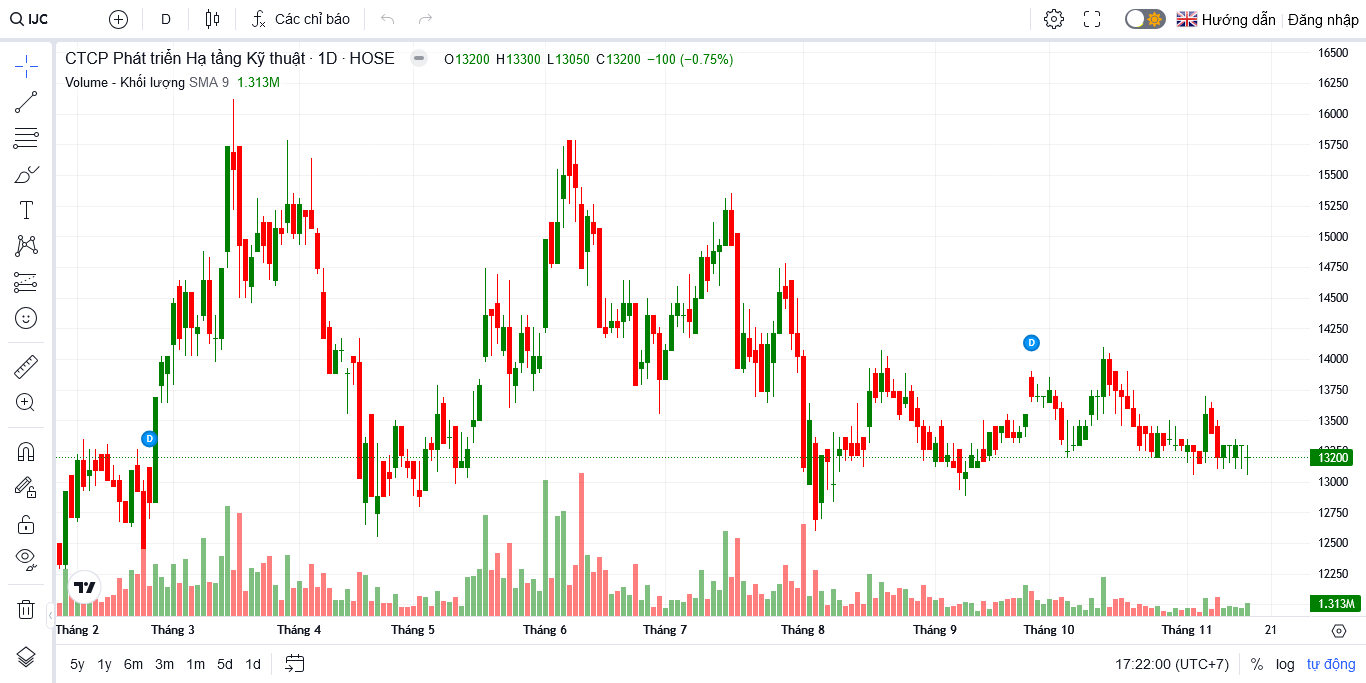 IJC D Các chỉ báo Hướng dẫn Đăng nhập
CTCP Phát triển Hạ tầng Kỹ thuật · 1D · HOSE O13200 H13300 L13050 C13200 −100 (−0.75%)
Volume - Khối lượng SMA 9 1.313M
16500
16250
16000
15750
15500
15250
15000
14750
14500
14250
14000
13750
13500
13200
13000
12750
12500
12250
1.313M
D
D
Tháng 2 Tháng 3 Tháng 4 Tháng 5 Tháng 6 Tháng 7 Tháng 8 Tháng 9 Tháng 10 Tháng 11 21
5y 1y 6m 3m 1m 5d 1d 17:22:00 (UTC+7) % log tự động